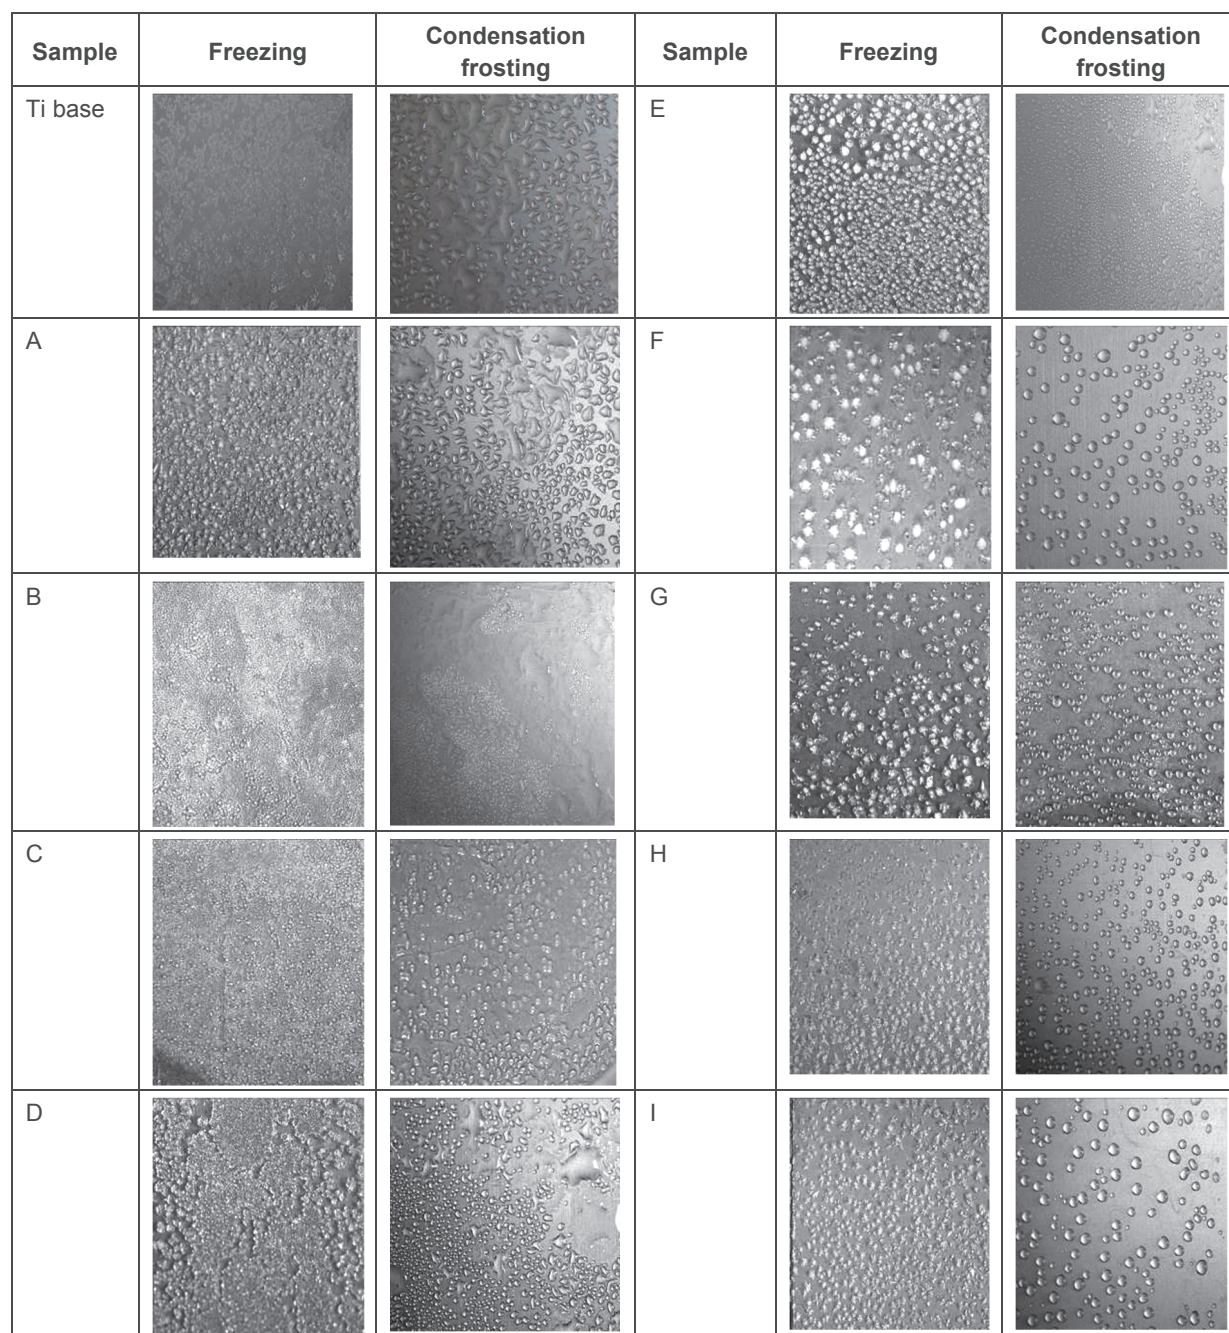 Sample Freezing Condensation Sample Freezing Condensation
frosting frosting
Ti base E
A F
B G
C H
D I